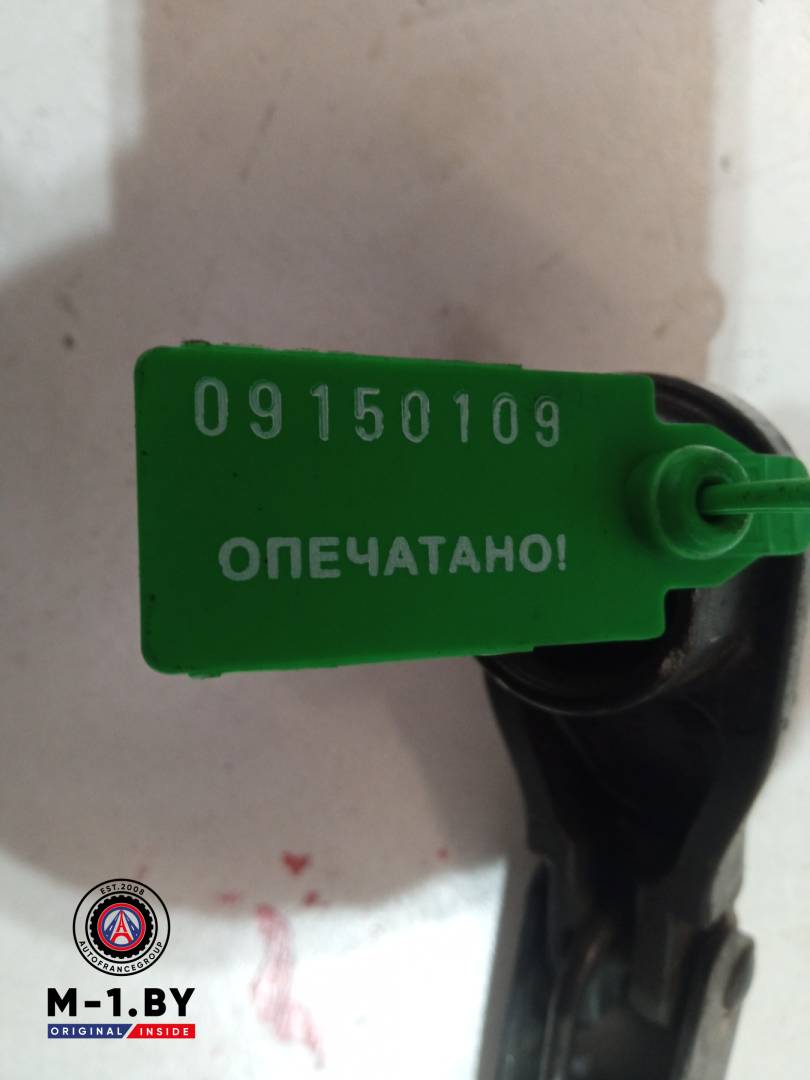 09150109
ОПЕЧАТАНО!
EST.2008
AUTOFRANCEGROUP
M-1.BY
ORIGINAL INSIDE